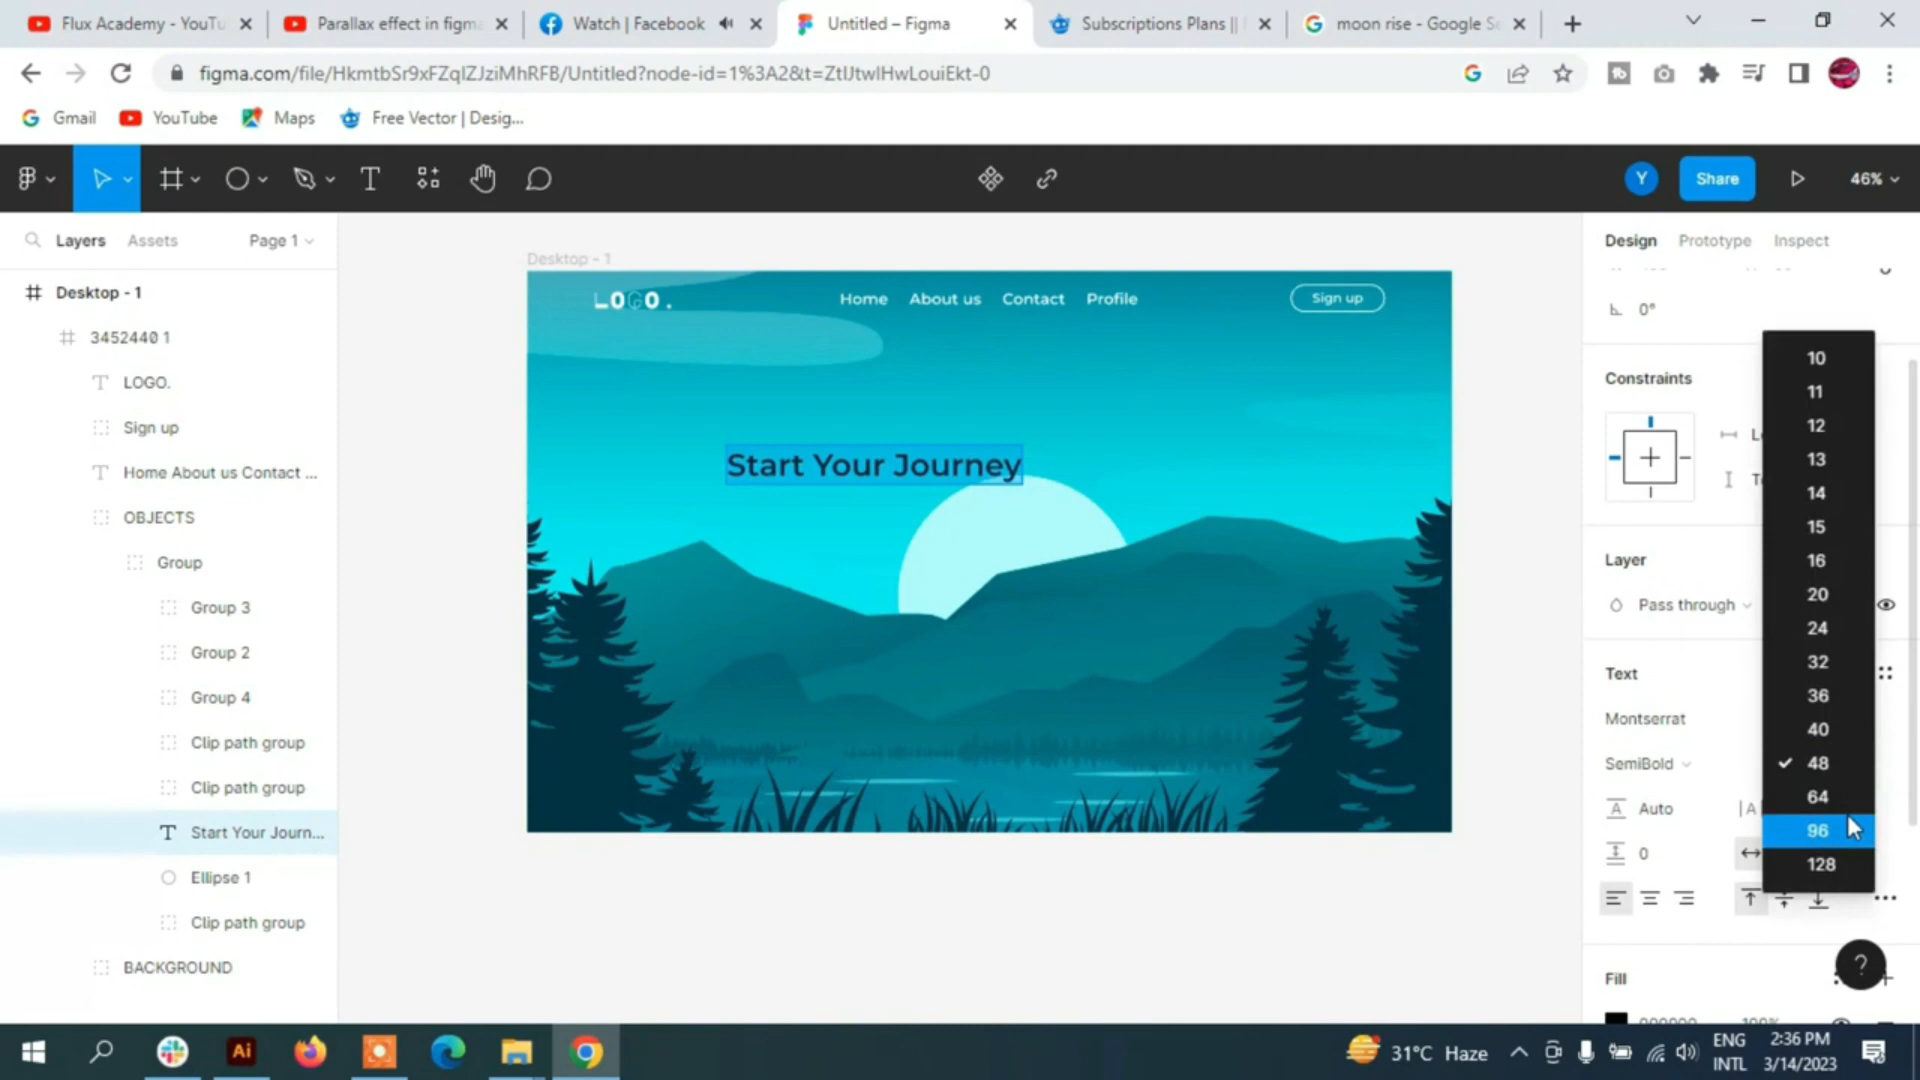 Flux Academy - YouTu
Parallax effect in figma
Watch | Facebook
Untitled – Figma
Subscriptions Plans ||
moon rise - Google Se
figma.com/file/HkmtbSr9xFZqlZJziMhRFB/Untitled?node-id=1%3A2&t=ZtIJtwlHwLouiEkt-0
Gmail
YouTube
Maps
Free Vector | Desig...
Y
Share
46%
Layers
Assets
Page 1
Design
Prototype
Inspect
Desktop - 1
3452440 1
LOGO.
Sign up
Home About us Contact ...
OBJECTS
Group
Group 3
Group 2
Group 4
Clip path group
Clip path group
Start Your Journ...
Ellipse 1
Clip path group
BACKGROUND
Desktop - 1
LOGO.
Home
About us
Contact
Profile
Sign up
Start Your Journey
0°
Constraints
Layer
Pass through
Text
Montserrat
SemiBold
Auto
0
Fill
10
11
12
13
14
15
16
20
24
32
36
40
48
64
96
128
?
Ai
31°C Haze
ENG
INTL
2:36 PM
3/14/2023